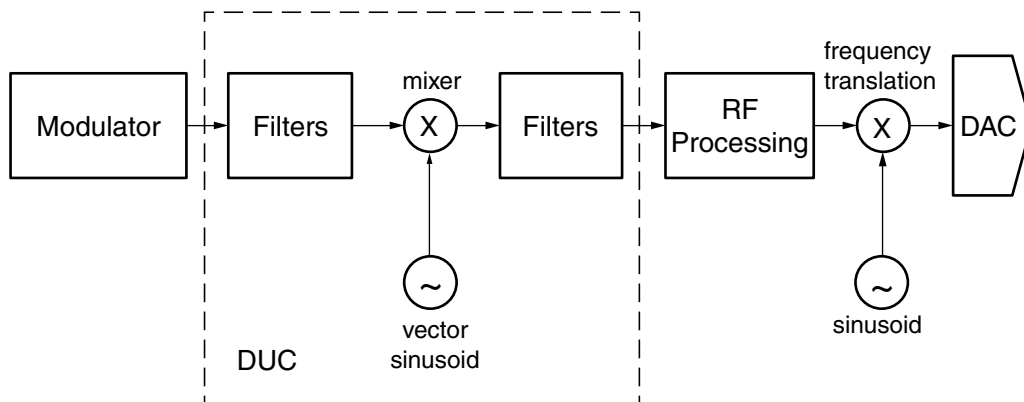 frequency
translation
mixer
Modulator
Filters
X
Filters
RF
Processing
X
DAC
~
~
vector
sinusoid
sinusoid
DUC